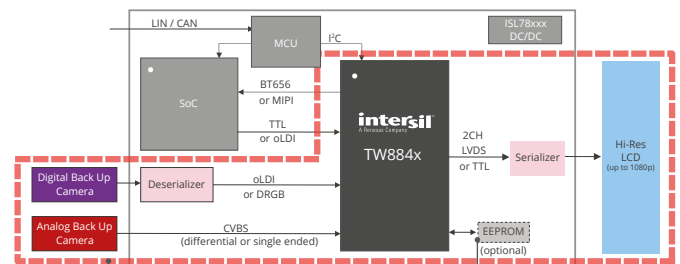 LIN / CAN
MCU
I²C
ISL78xxx
DC/DC
SoC
BT656
or MIPI
TTL
or oLDI
intersil
A Renesas Company
TW884x
2CH
LVDS
or TTL
Serializer
Hi-Res
LCD
(up to 1080p)
Digital Back Up
Camera
Deserializer
oLDI
or DRGB
Analog Back Up
Camera
CVBS
(differential or single ended)
EEPROM
(optional)